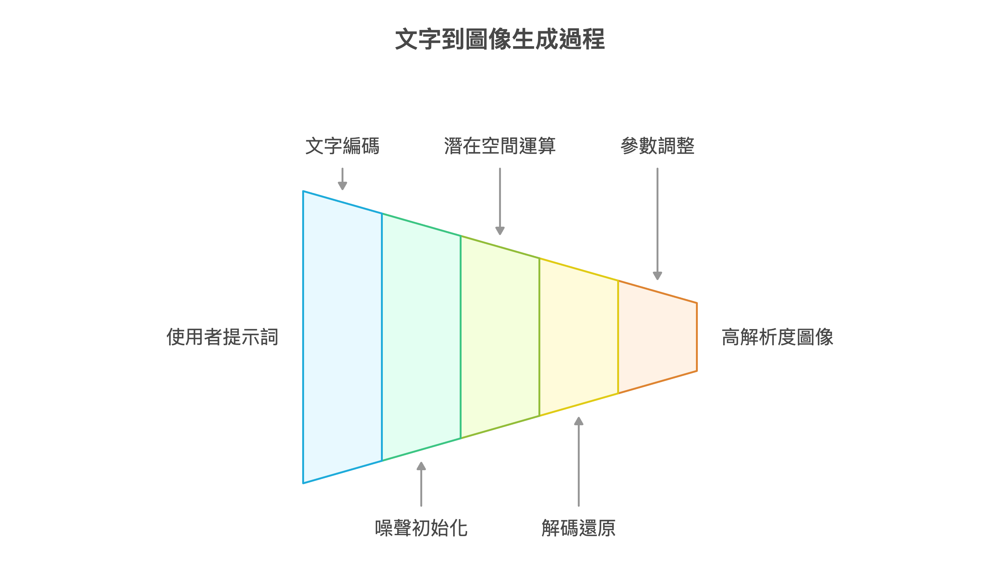 文字到圖像生成過程
文字編碼
潛在空間運算
參數調整
使用者提示詞
高解析度圖像
噪聲初始化
解碼還原